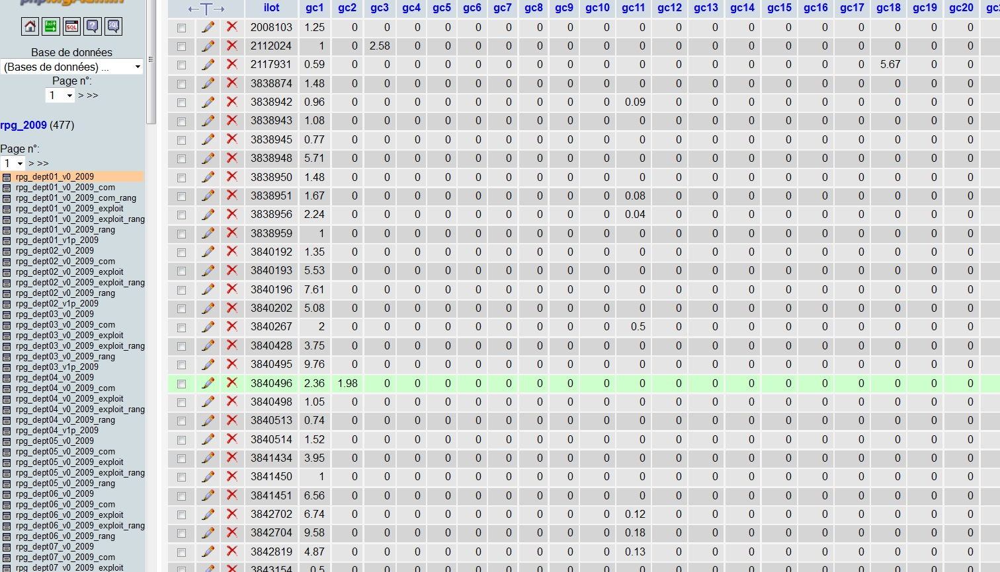 phpMyAdmin
Base de données
(Bases de données) ...
Page n°:
1 > >>
rpg_2009 (477)
Page n°:
1 > >>
rpg_dept01_v0_2009
rpg_dept01_v0_2009_com
rpg_dept01_v0_2009_com_rang
rpg_dept01_v0_2009_exploit
rpg_dept01_v0_2009_exploit_rang
rpg_dept01_v0_2009_rang
rpg_dept01_v1p_2009
rpg_dept02_v0_2009
rpg_dept02_v0_2009_com
rpg_dept02_v0_2009_exploit
rpg_dept02_v0_2009_exploit_rang
rpg_dept02_v0_2009_rang
rpg_dept02_v1p_2009
rpg_dept03_v0_2009
rpg_dept03_v0_2009_com
rpg_dept03_v0_2009_exploit
rpg_dept03_v0_2009_exploit_rang
rpg_dept03_v0_2009_rang
rpg_dept03_v1p_2009
rpg_dept04_v0_2009
rpg_dept04_v0_2009_com
rpg_dept04_v0_2009_exploit
rpg_dept04_v0_2009_exploit_rang
rpg_dept04_v0_2009_rang
rpg_dept04_v1p_2009
rpg_dept05_v0_2009
rpg_dept05_v0_2009_com
rpg_dept05_v0_2009_exploit
rpg_dept05_v0_2009_exploit_rang
rpg_dept05_v0_2009_rang
rpg_dept06_v0_2009
rpg_dept06_v0_2009_com
rpg_dept06_v0_2009_exploit
rpg_dept06_v0_2009_exploit_rang
rpg_dept06_v0_2009_rang
rpg_dept07_v0_2009
rpg_dept07_v0_2009_com
rpg_dept07_v0_2009_exploit
ilot gc1 gc2 gc3 gc4 gc5 gc6 gc7 gc8 gc9 gc10 gc11 gc12 gc13 gc14 gc15 gc16 gc17 gc18 gc19 gc20
2008103 1.25 0 0 0 0 0 0 0 0 0 0 0 0 0 0 0 0 0 0 0
2112024 1 0 2.58 0 0 0 0 0 0 0 0 0 0 0 0 0 0 0 0 0
2117931 0.59 0 0 0 0 0 0 0 0 0 0 0 0 0 0 0 0 5.67 0 0
3838874 1.48 0 0 0 0 0 0 0 0 0 0 0 0 0 0 0 0 0 0 0
3838942 0.96 0 0 0 0 0 0 0 0 0 0.09 0 0 0 0 0 0 0 0 0
3838943 1.08 0 0 0 0 0 0 0 0 0 0 0 0 0 0 0 0 0 0 0
3838945 0.77 0 0 0 0 0 0 0 0 0 0 0 0 0 0 0 0 0 0 0
3838948 5.71 0 0 0 0 0 0 0 0 0 0 0 0 0 0 0 0 0 0 0
3838950 1.48 0 0 0 0 0 0 0 0 0 0 0 0 0 0 0 0 0 0 0
3838951 1.67 0 0 0 0 0 0 0 0 0 0.08 0 0 0 0 0 0 0 0 0
3838956 2.24 0 0 0 0 0 0 0 0 0 0.04 0 0 0 0 0 0 0 0 0
3838959 1 0 0 0 0 0 0 0 0 0 0 0 0 0 0 0 0 0 0 0
3840192 1.35 0 0 0 0 0 0 0 0 0 0 0 0 0 0 0 0 0 0 0
3840193 5.53 0 0 0 0 0 0 0 0 0 0 0 0 0 0 0 0 0 0 0
3840196 7.61 0 0 0 0 0 0 0 0 0 0 0 0 0 0 0 0 0 0 0
3840202 5.08 0 0 0 0 0 0 0 0 0 0 0 0 0 0 0 0 0 0 0
3840267 2 0 0 0 0 0 0 0 0 0 0.5 0 0 0 0 0 0 0 0 0
3840428 3.75 0 0 0 0 0 0 0 0 0 0 0 0 0 0 0 0 0 0 0
3840495 9.76 0 0 0 0 0 0 0 0 0 0 0 0 0 0 0 0 0 0 0
3840496 2.36 1.98 0 0 0 0 0 0 0 0 0 0 0 0 0 0 0 0 0 0
3840498 1.05 0 0 0 0 0 0 0 0 0 0 0 0 0 0 0 0 0 0 0
3840513 0.74 0 0 0 0 0 0 0 0 0 0 0 0 0 0 0 0 0 0 0
3840514 1.52 0 0 0 0 0 0 0 0 0 0 0 0 0 0 0 0 0 0 0
3841434 3.95 0 0 0 0 0 0 0 0 0 0 0 0 0 0 0 0 0 0 0
3841450 1 0 0 0 0 0 0 0 0 0 0 0 0 0 0 0 0 0 0 0
3841451 6.56 0 0 0 0 0 0 0 0 0 0 0 0 0 0 0 0 0 0 0
3842702 6.74 0 0 0 0 0 0 0 0 0 0.12 0 0 0 0 0 0 0 0 0
3842704 9.58 0 0 0 0 0 0 0 0 0 0.18 0 0 0 0 0 0 0 0 0
3842819 4.87 0 0 0 0 0 0 0 0 0 0.13 0 0 0 0 0 0 0 0 0
3843154 0.5 0 0 0 0 0 0 0 0 0 0 0 0 0 0 0 0 0 0 0